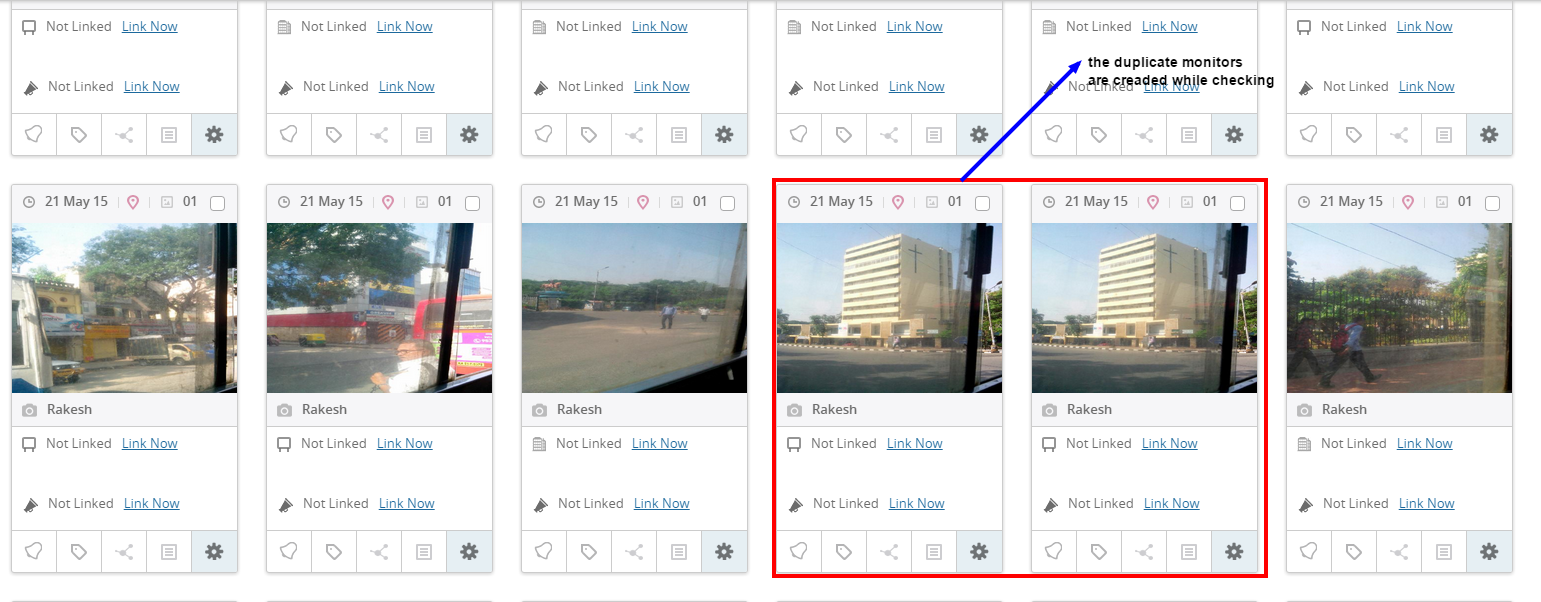 Not Linked Link Now Not Linked Link Now Not Linked Link Now Not Linked Link Now Not Linked Link Now Not Linked Link Now
the duplicate monitors
are creaded while checking
Not Linked Link Now Not Linked Link Now Not Linked Link Now Not Linked Link Now Not Linked Link Now Not Linked Link Now
21 May 15 01 21 May 15 01 21 May 15 01 21 May 15 01 21 May 15 01 21 May 15 01
Rakesh Rakesh Rakesh Rakesh Rakesh Rakesh
Not Linked Link Now Not Linked Link Now Not Linked Link Now Not Linked Link Now Not Linked Link Now Not Linked Link Now
Not Linked Link Now Not Linked Link Now Not Linked Link Now Not Linked Link Now Not Linked Link Now Not Linked Link Now